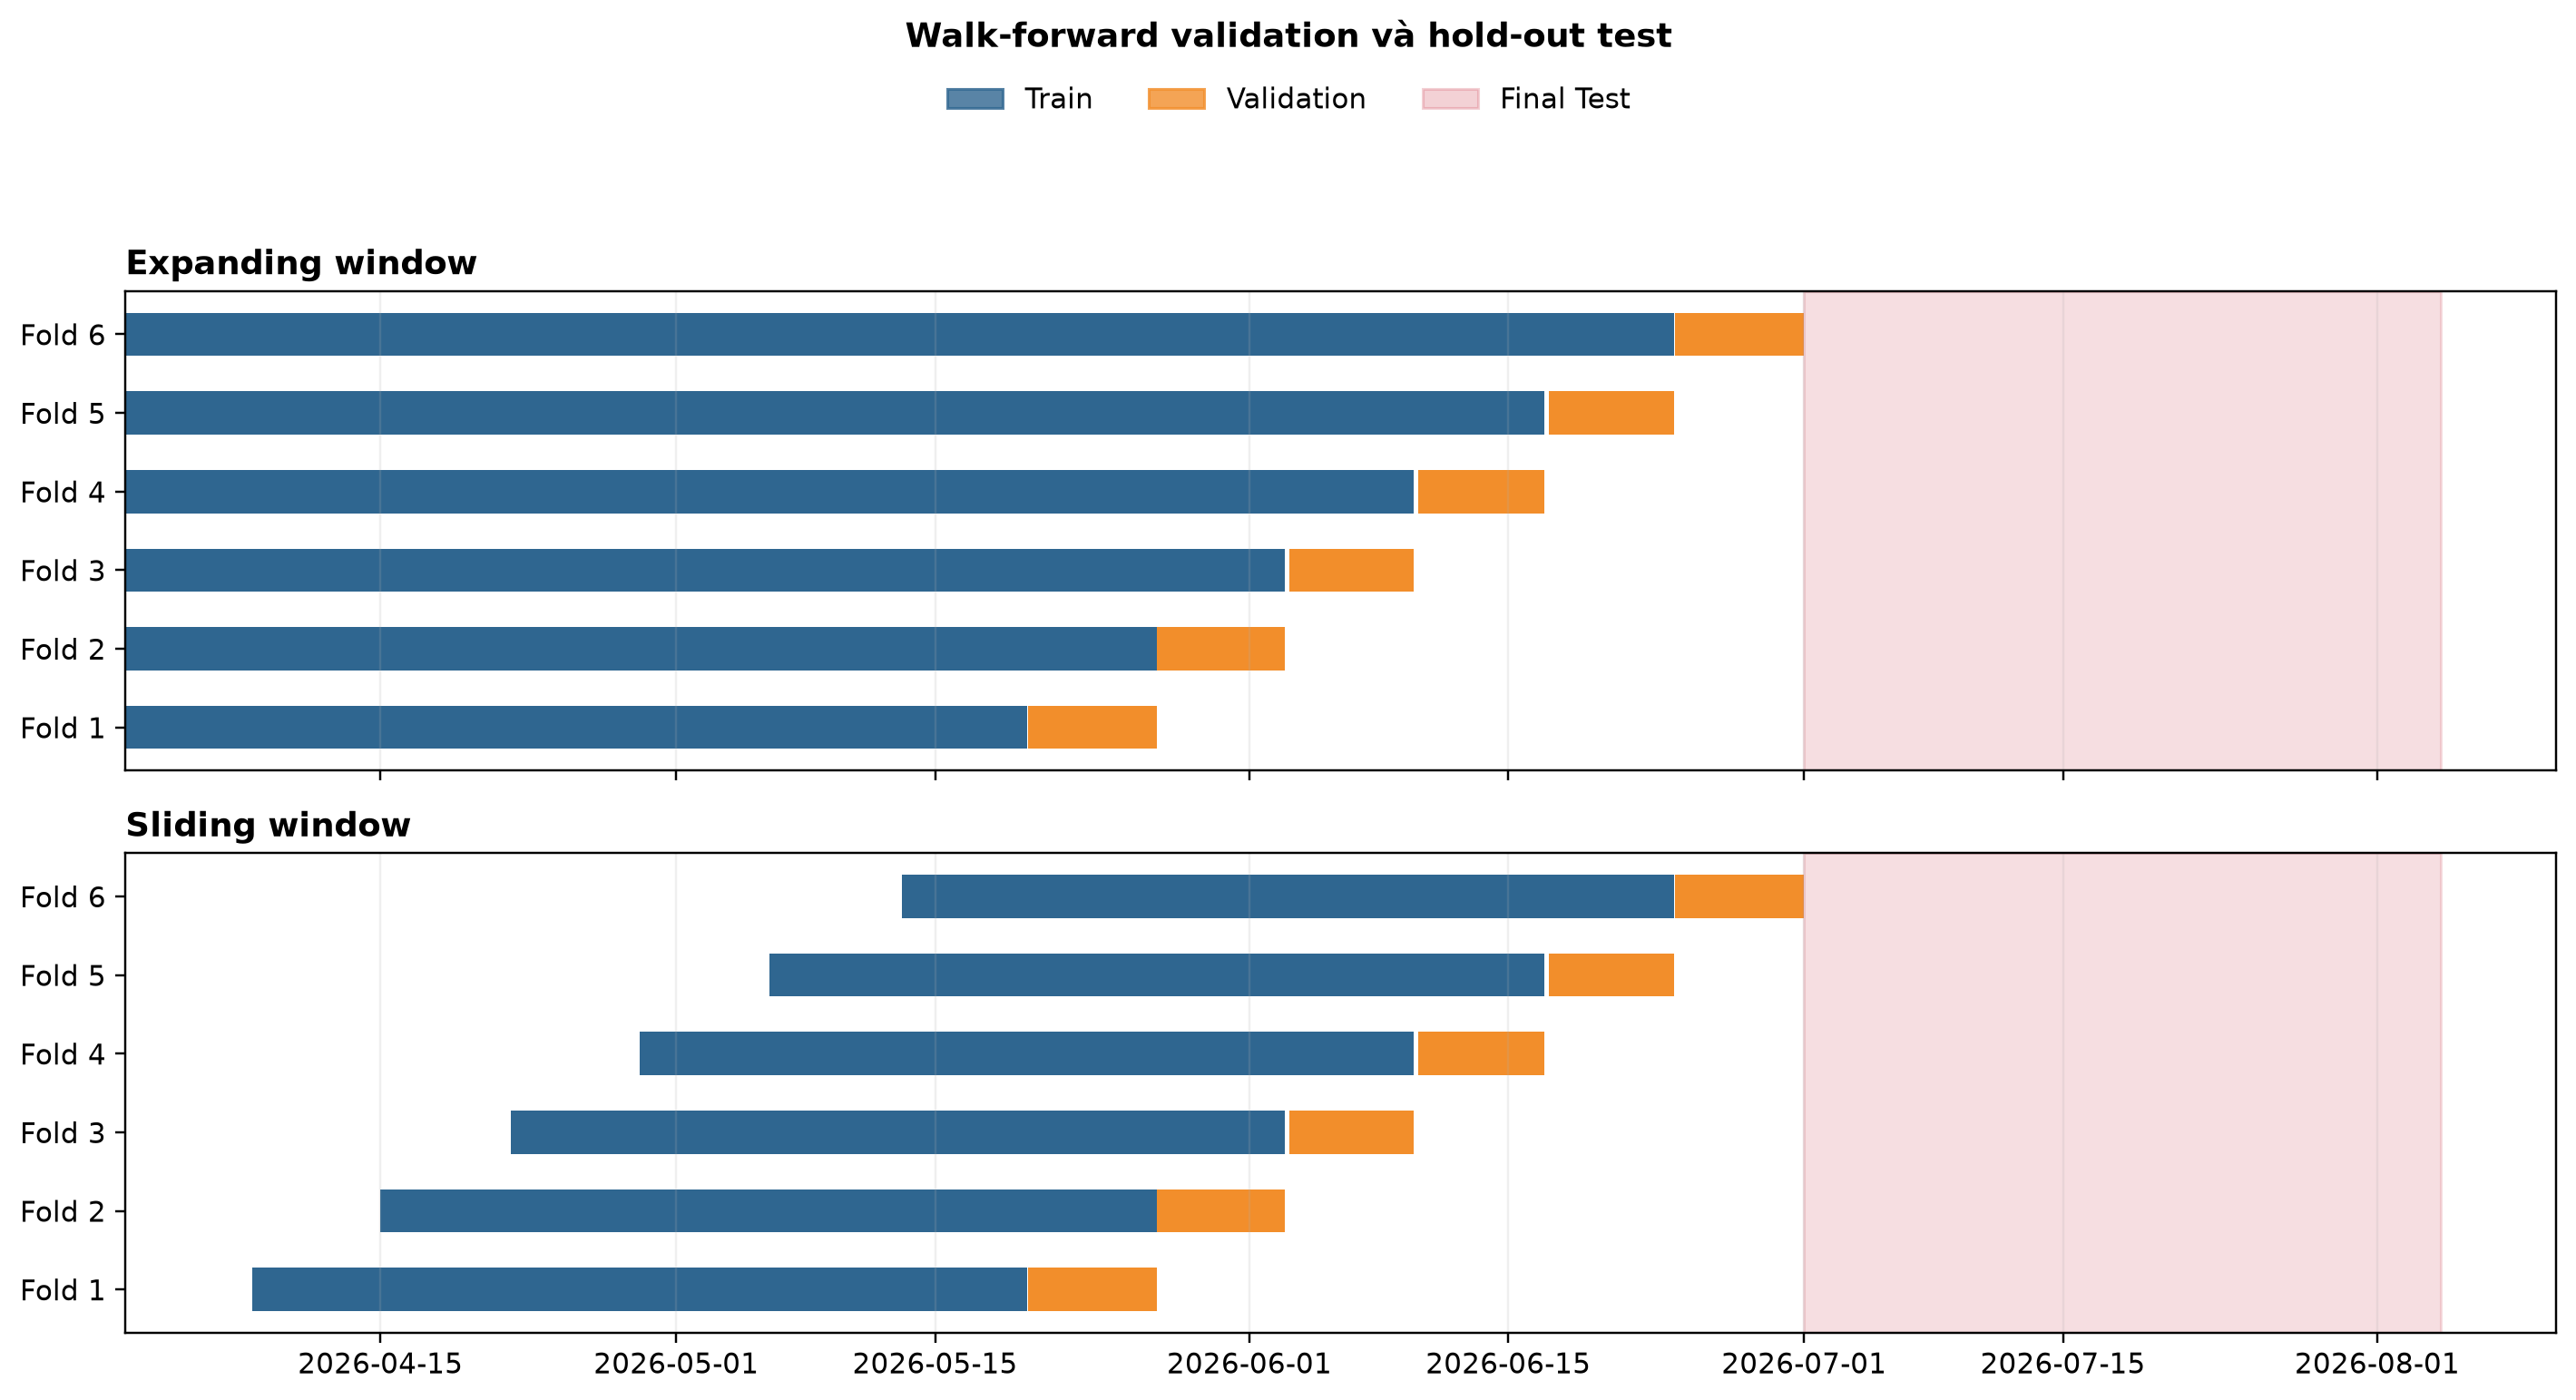 Walk-forward validation và hold-out test
Train
Validation
Final Test
Expanding window
Fold 6
Fold 5
Fold 4
Fold 3
Fold 2
Fold 1
Sliding window
Fold 6
Fold 5
Fold 4
Fold 3
Fold 2
Fold 1
2026-04-15
2026-05-01
2026-05-15
2026-06-01
2026-06-15
2026-07-01
2026-07-15
2026-08-01